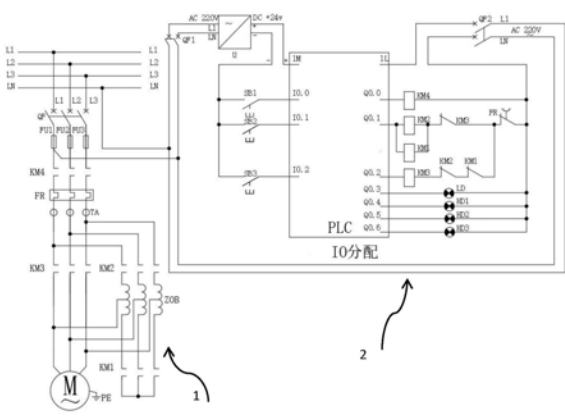 AC 220V
DC +24v
L1
LN
QF1
U
QF2 L1
AC 220V
LN
L1 L1
L2 L2
L3 L3
LN LN
L1 L2 L3
QF
FU1 FU2 FU3
KM4
FR
TA
KM3
KM2
ZOB
KM1
M
PE
1
1M 1L
SB1 I0.0 Q0.0 KM4
SB2 I0.1 Q0.1 KM2 KM3 FR
KM1
KM2 KM1
SB3 I0.2 Q0.2 KM3
Q0.3 LD
Q0.4 HD1
Q0.5 HD2
Q0.6 HD3
PLC
IO分配
2